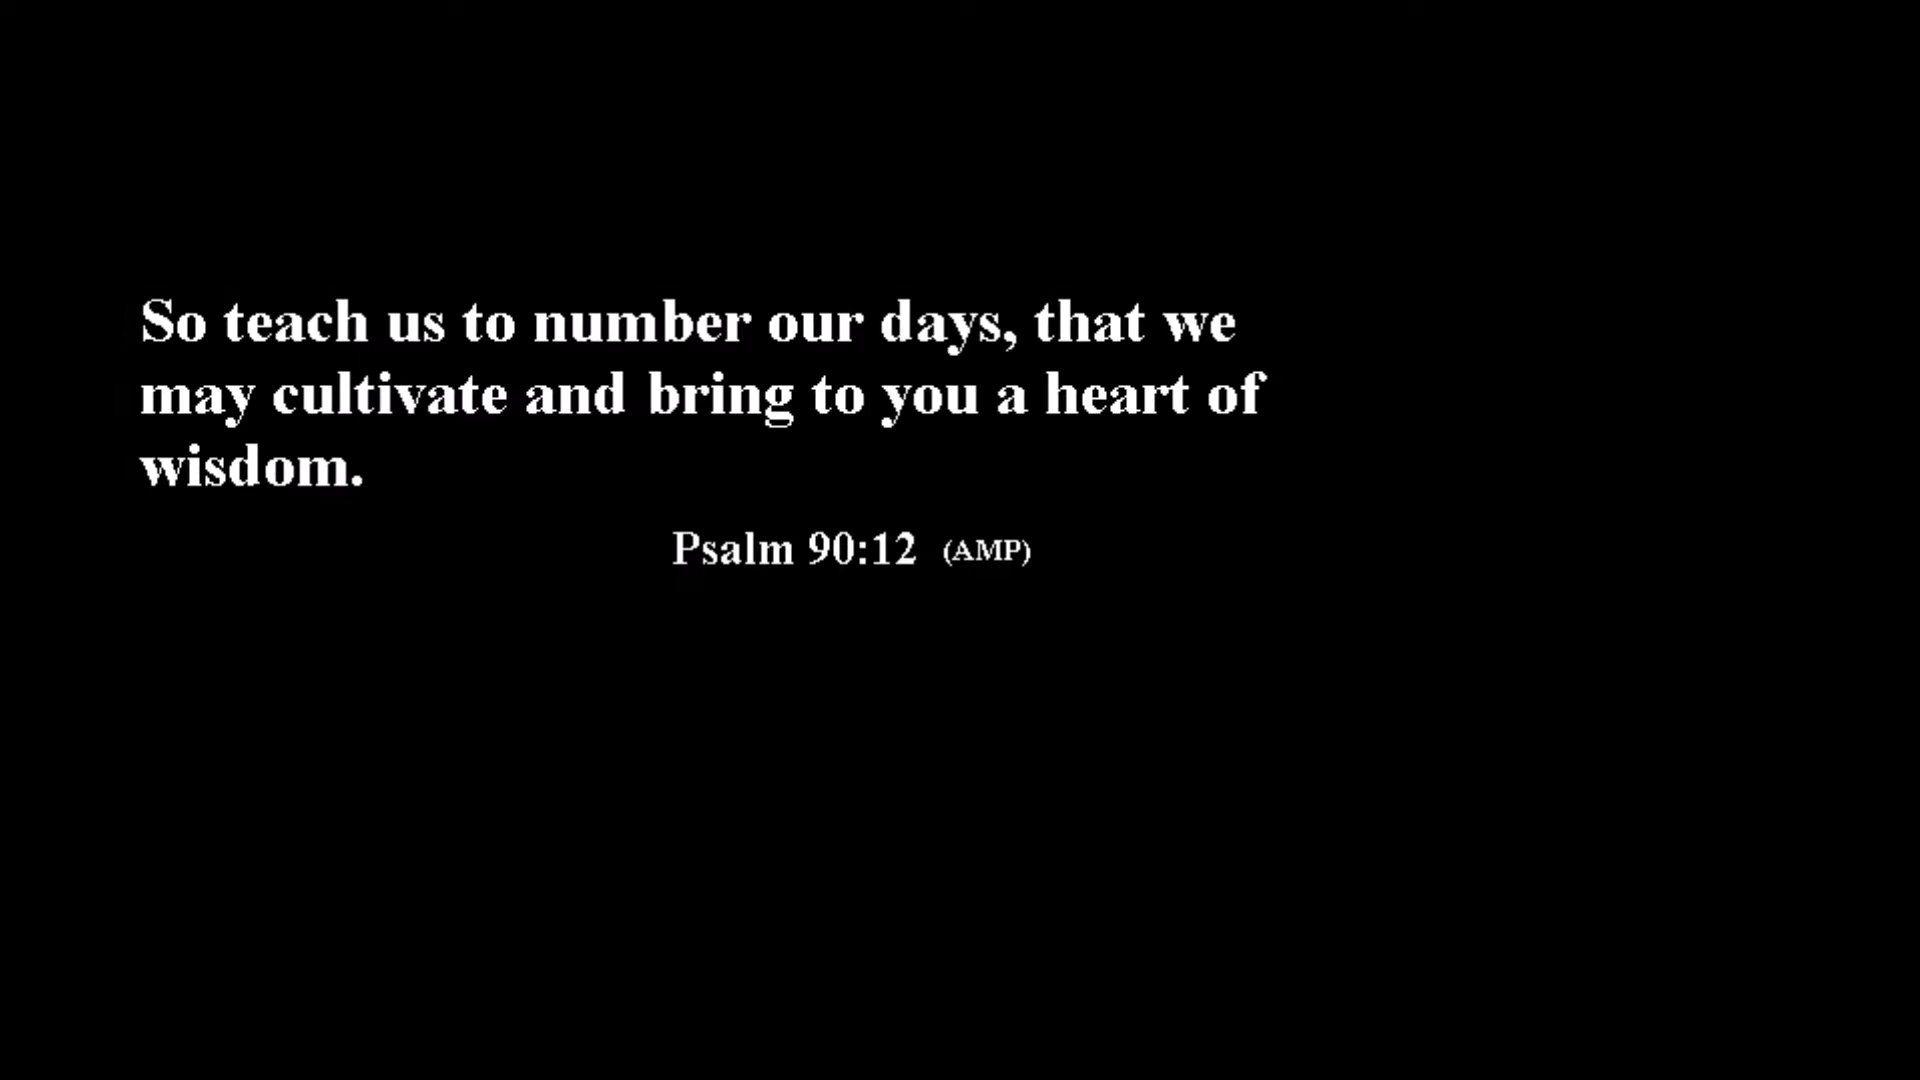 So teach us to number our days, that we
may cultivate and bring to you a heart of
wisdom.
Psalm 90:12 (AMP)